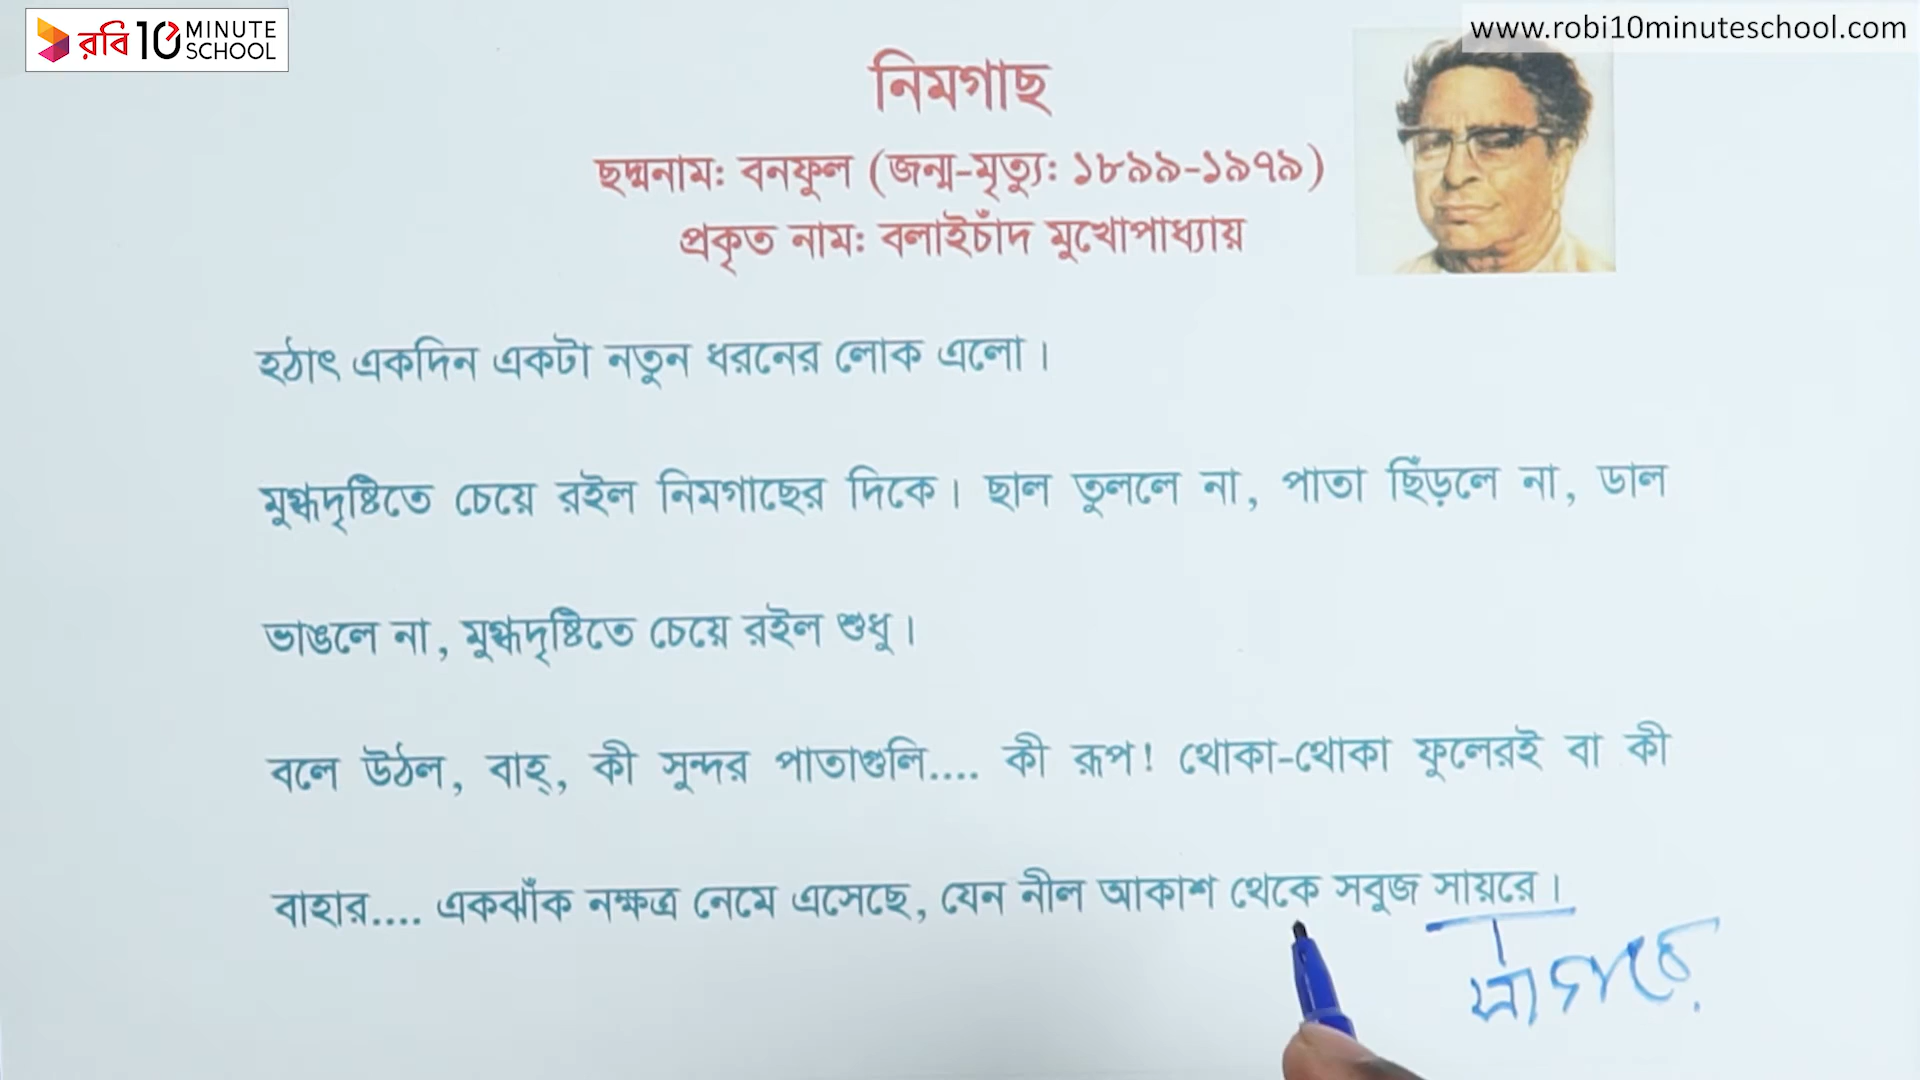 রবি 10 MINUTE SCHOOL
www.robi10minuteschool.com
নিমগাছ
ছদ্মনাম: বনফুল (জন্ম-মৃত্যু: ১৮৯৯-১৯৭৯)
প্রকৃত নাম: বলাইচাঁদ মুখোপাধ্যায়
হঠাৎ একদিন একটা নতুন ধরনের লোক এলো।
মুগ্ধদৃষ্টিতে চেয়ে রইল নিমগাছের দিকে। ছাল তুললে না, পাতা ছিঁড়লে না, ডাল
ভাঙলে না, মুগ্ধদৃষ্টিতে চেয়ে রইল শুধু।
বলে উঠল, বাহ্, কী সুন্দর পাতাগুলি.... কী রূপ! থোকা-থোকা ফুলেরই বা কী
বাহার.... একঝাঁক নক্ষত্র নেমে এসেছে, যেন নীল আকাশ থেকে সবুজ সায়রে।
সাগরে